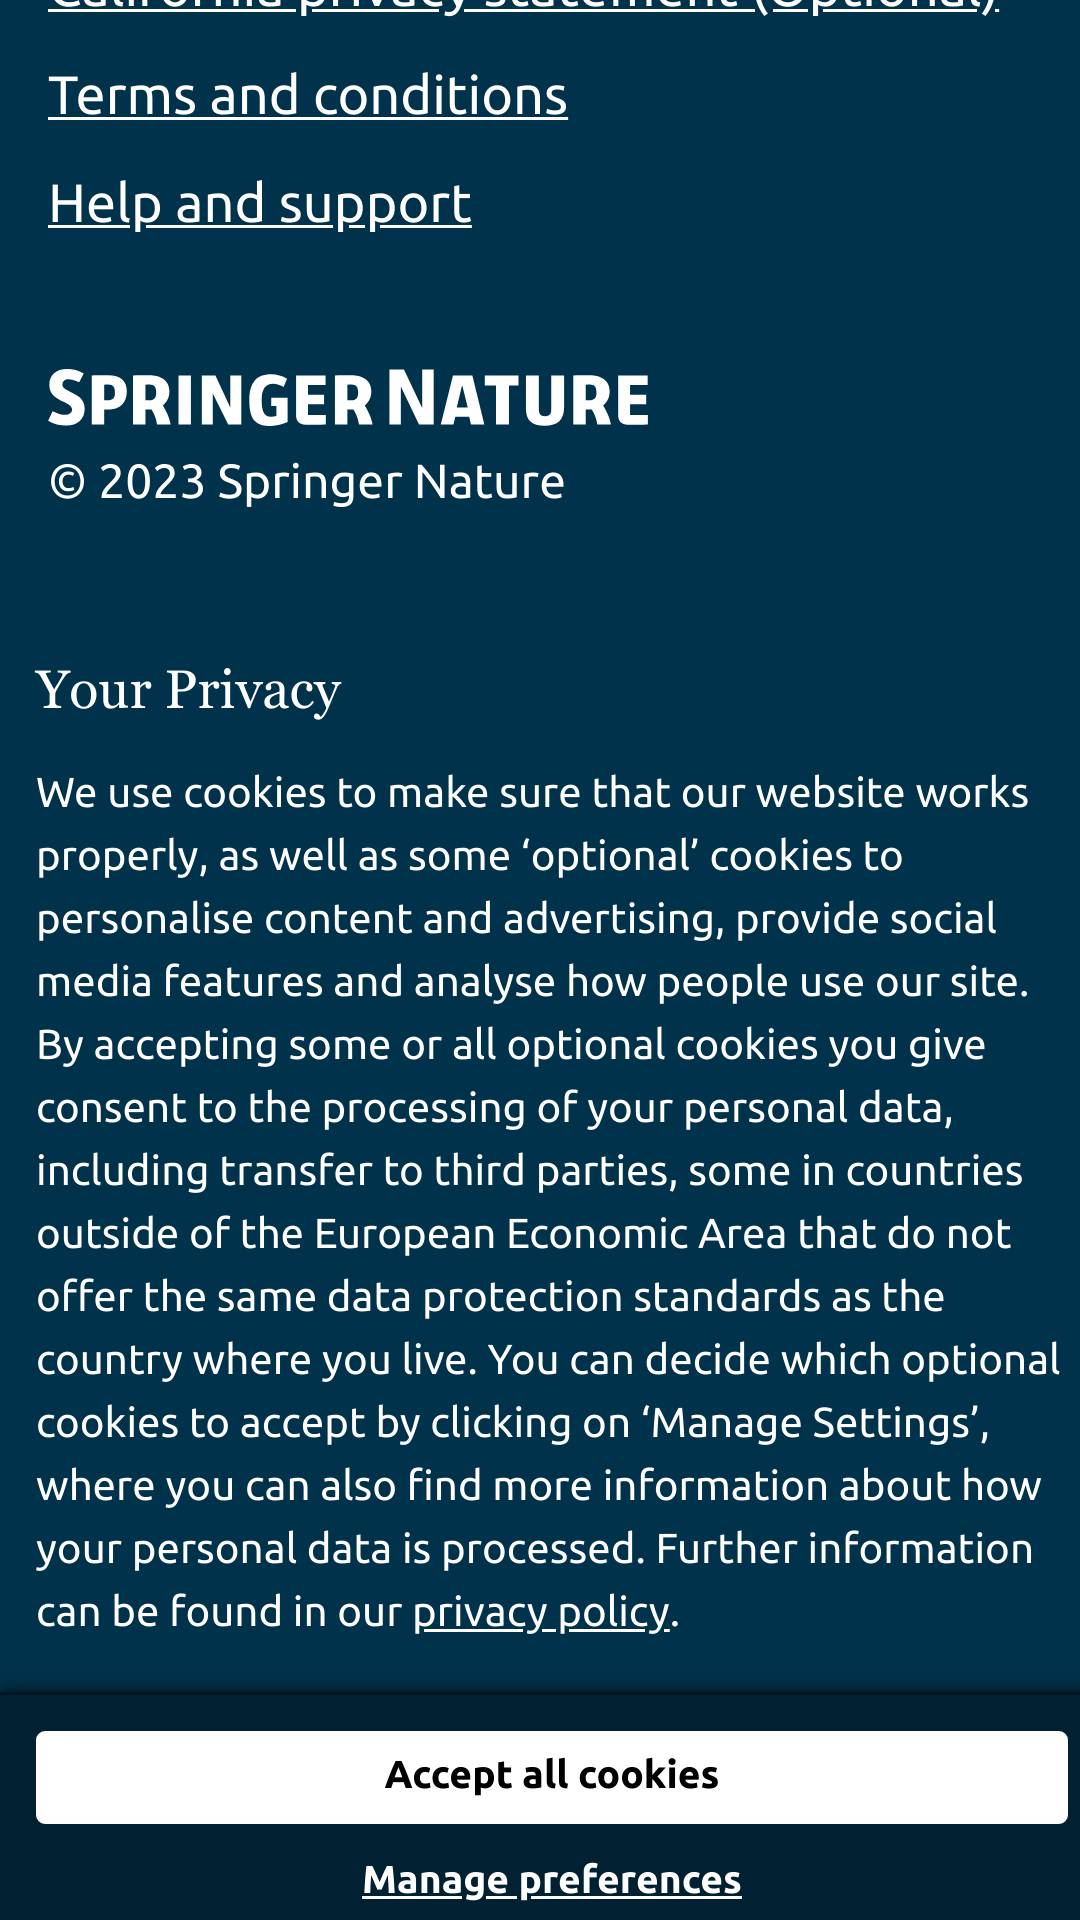 California privacy statement (Optional)
Terms and conditions
Help and support
SPRINGER NATURE
© 2023 Springer Nature
Your Privacy
We use cookies to make sure that our website works
properly, as well as some ‘optional’ cookies to
personalise content and advertising, provide social
media features and analyse how people use our site.
By accepting some or all optional cookies you give
consent to the processing of your personal data,
including transfer to third parties, some in countries
outside of the European Economic Area that do not
offer the same data protection standards as the
country where you live. You can decide which optional
cookies to accept by clicking on ‘Manage Settings’,
where you can also find more information about how
your personal data is processed. Further information
can be found in our privacy policy.
Accept all cookies
Manage preferences